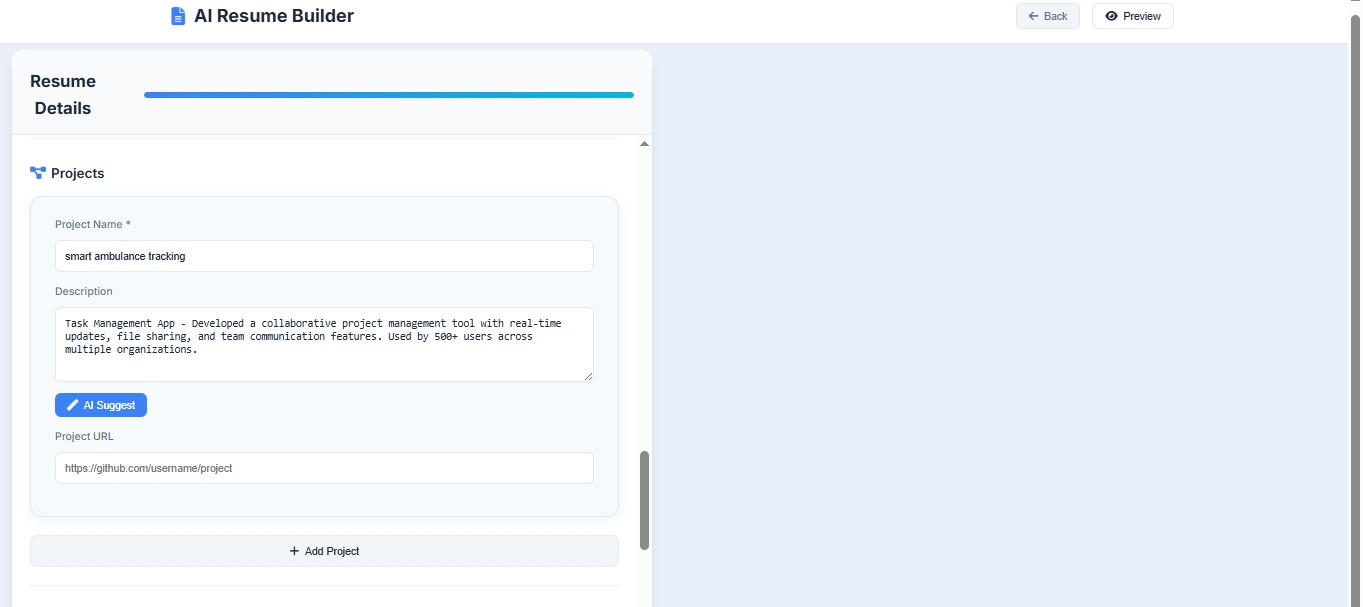 AI Resume Builder
Back
Preview
Resume
Details
Projects
Project Name *
smart ambulance tracking
Description
Task Management App - Developed a collaborative project management tool with real-time
updates, file sharing, and team communication features. Used by 500+ users across
multiple organizations.
AI Suggest
Project URL
https://github.com/username/project
+ Add Project